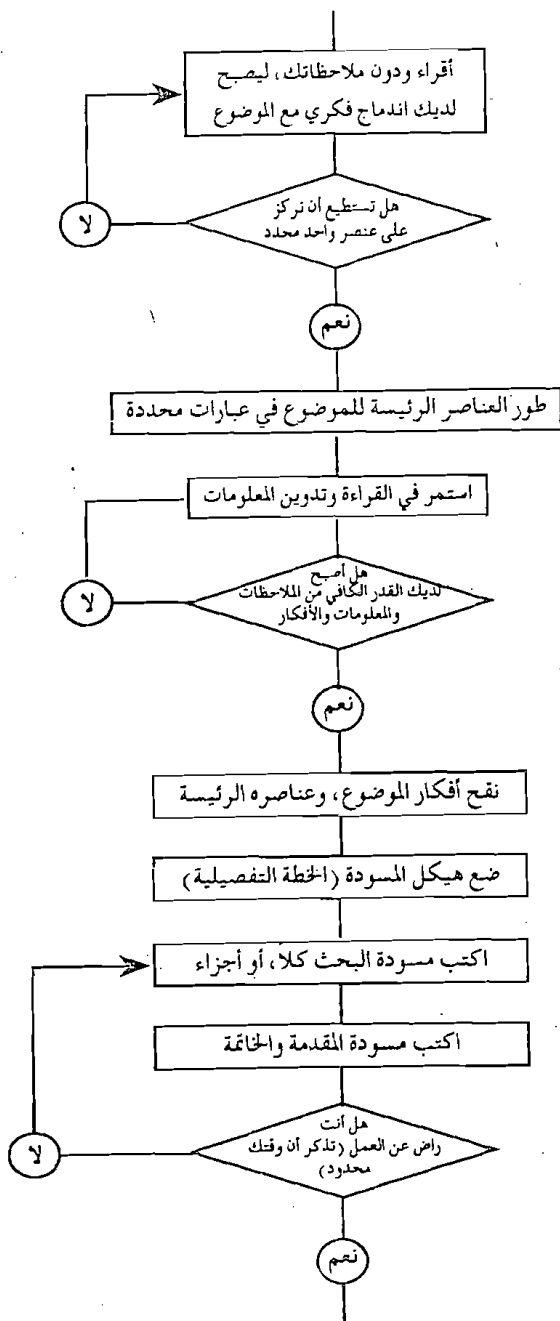 أقراء ودون ملاحظاتك، ليصبح
لديك اندماج فكري مع الموضوع
هل تستطيع أن نركز
على عنصر واحد محدد
لا
نعم
طور العناصر الرئيسة للموضوع في عبارات محددة
استمر في القراءة وتدوين المعلومات
هل أصبح
لديك القدر الكافي من الملاحظات
والمعلومات والأفكار
لا
نعم
نقح أفكار الموضوع، وعناصره الرئيسة
ضع هيكل المسودة (الخطة التفصيلية)
اكتب مسودة البحث كلا، أو أجزاء
اكتب مسودة المقدمة والخاتمة
هل أنت
راض عن العمل (تذكر أن وقتك
محدود)
لا
نعم